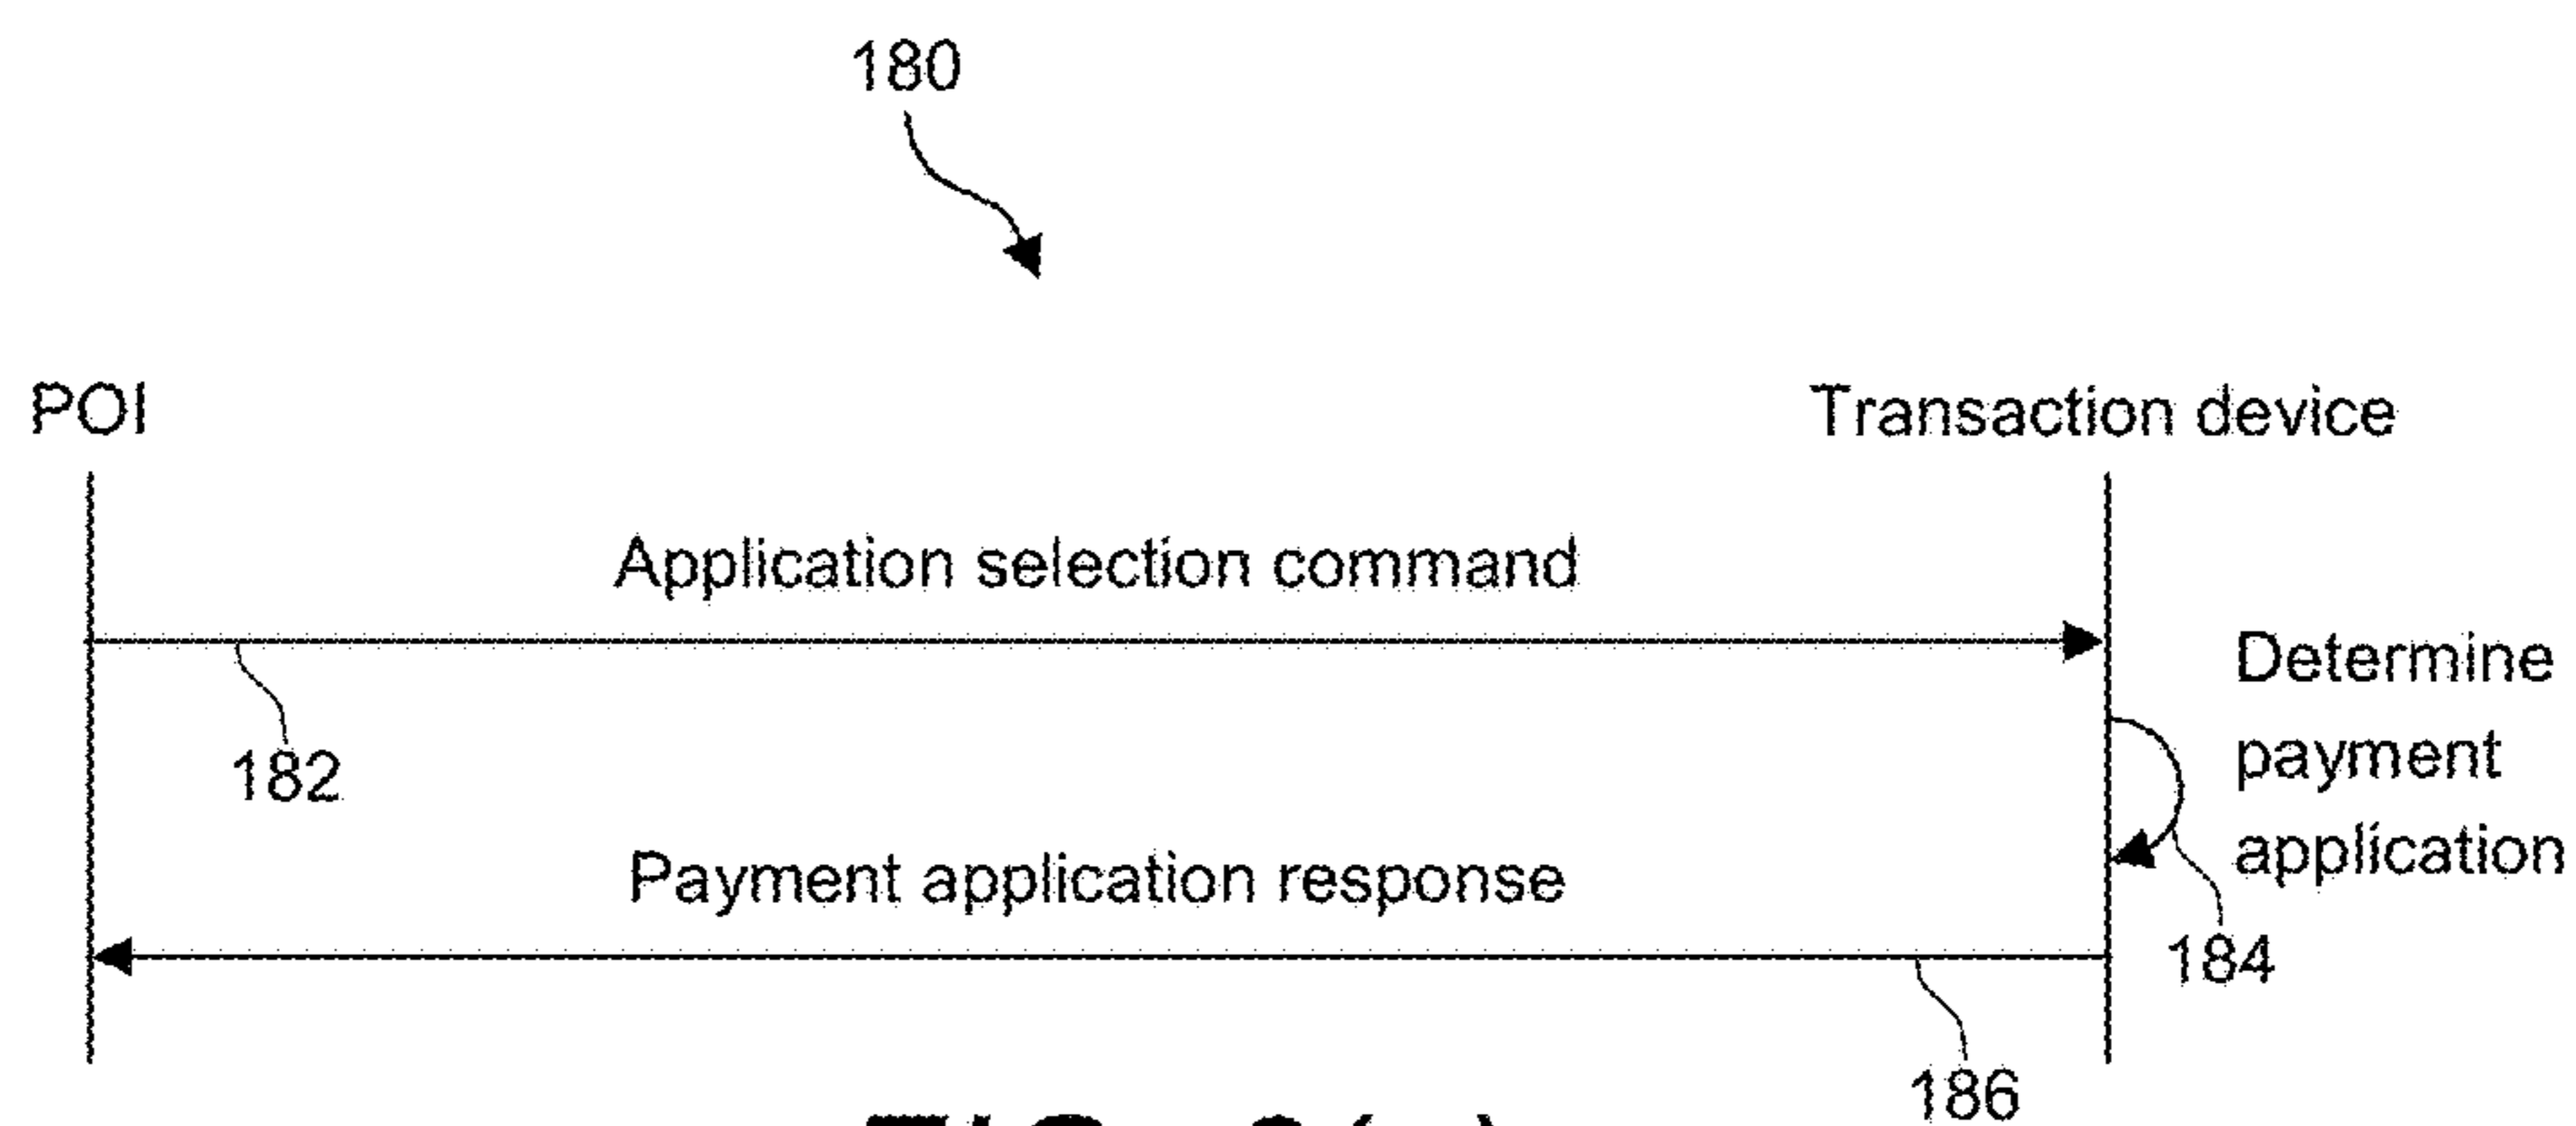 180
POI
Transaction device
Application selection command
Determine
payment
application
182
Payment application response
184
186